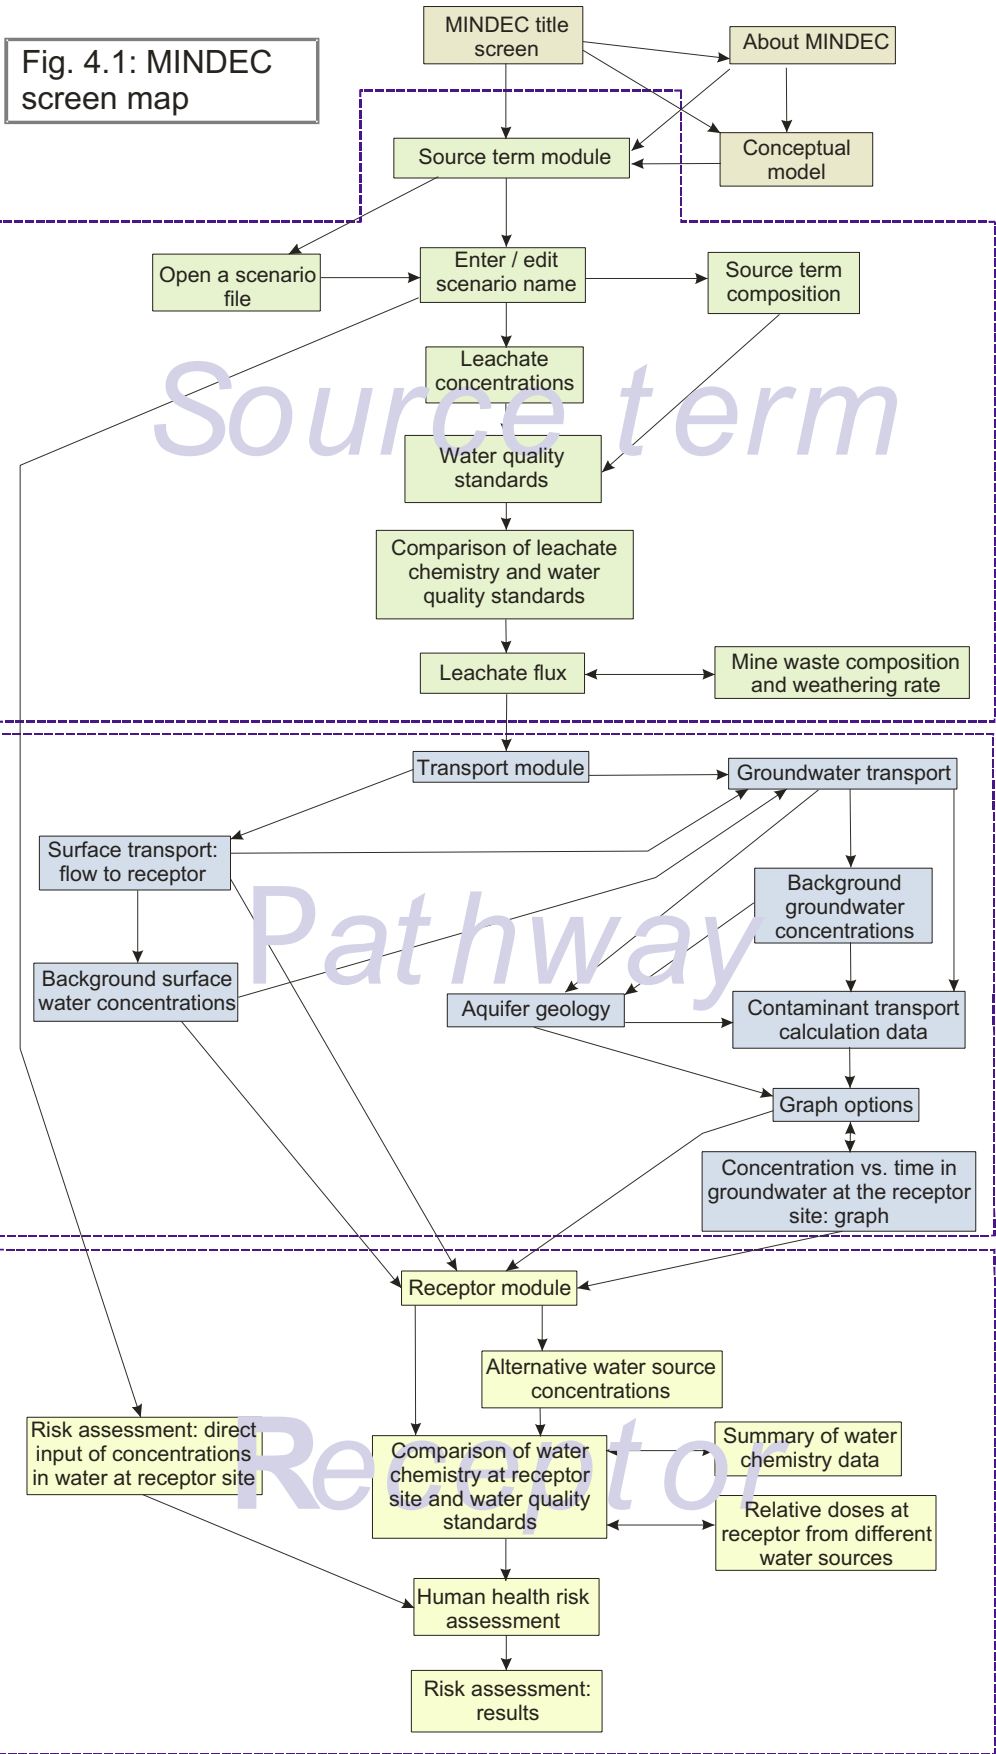 Fig. 4.1: MINDEC
screen map
MINDEC title
screen
About MINDEC
Source term module
Conceptual
model
Open a scenario
file
Enter / edit
scenario name
Source term
composition
Leachate
concentrations
Source term
Water quality
standards
Comparison of leachate
chemistry and water
quality standards
Leachate flux
Mine waste composition
and weathering rate
Transport module
Groundwater transport
Surface transport:
flow to receptor
Background
groundwater
concentrations
Pathway
Background surface
water concentrations
Aquifer geology
Contaminant transport
calculation data
Graph options
Concentration vs. time in
groundwater at the receptor
site: graph
Receptor module
Alternative water source
concentrations
Risk assessment: direct
input of concentrations
in water at receptor site
Receptor
Comparison of water
chemistry at receptor
site and water quality
standards
Summary of water
chemistry data
Relative doses at
receptor from different
water sources
Human health risk
assessment
Risk assessment:
results